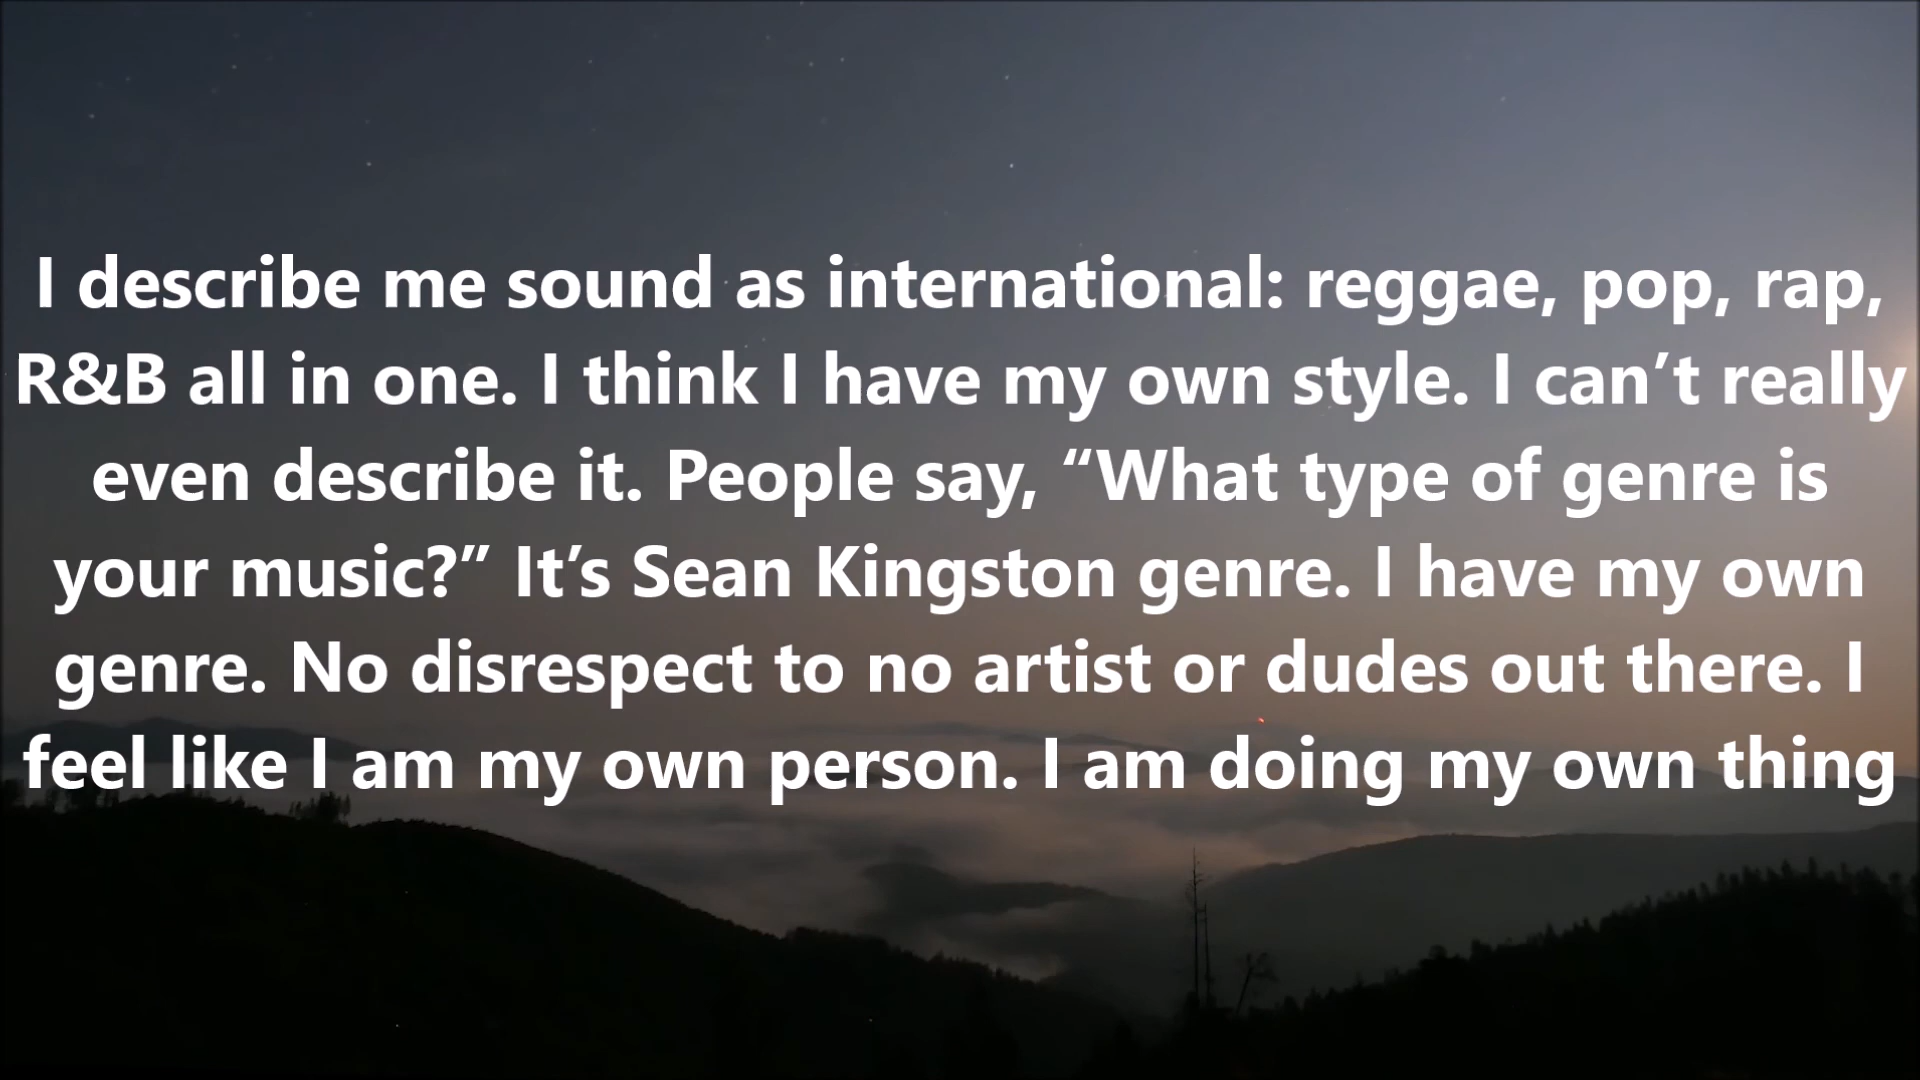 I describe me sound as international: reggae, pop, rap,
R&B all in one. I think I have my own style. I can’t really
even describe it. People say, “What type of genre is
your music?” It’s Sean Kingston genre. I have my own
genre. No disrespect to no artist or dudes out there. I
feel like I am my own person. I am doing my own thing